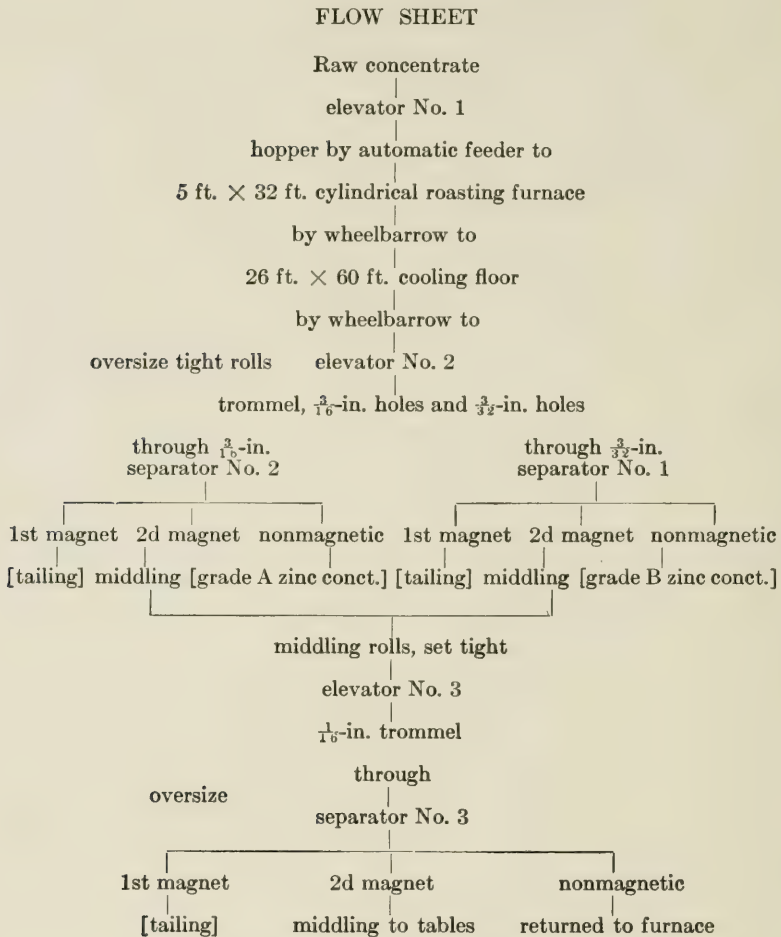 FLOW SHEET
Raw concentrate
elevator No. 1
hopper by automatic feeder to
5 ft. × 32 ft. cylindrical roasting furnace
by wheelbarrow to
26 ft. × 60 ft. cooling floor
by wheelbarrow to
oversize tight rolls elevator No. 2
trommel, 3/16-in. holes and 3/32-in. holes
through 3/16-in. through 3/32-in.
separator No. 2 separator No. 1
1st magnet 2d magnet nonmagnetic 1st magnet 2d magnet nonmagnetic
[tailing] middling [grade A zinc conct.] [tailing] middling [grade B zinc conct.]
middling rolls, set tight
elevator No. 3
1/16-in. trommel
through
oversize
separator No. 3
1st magnet 2d magnet nonmagnetic
[tailing] middling to tables returned to furnace